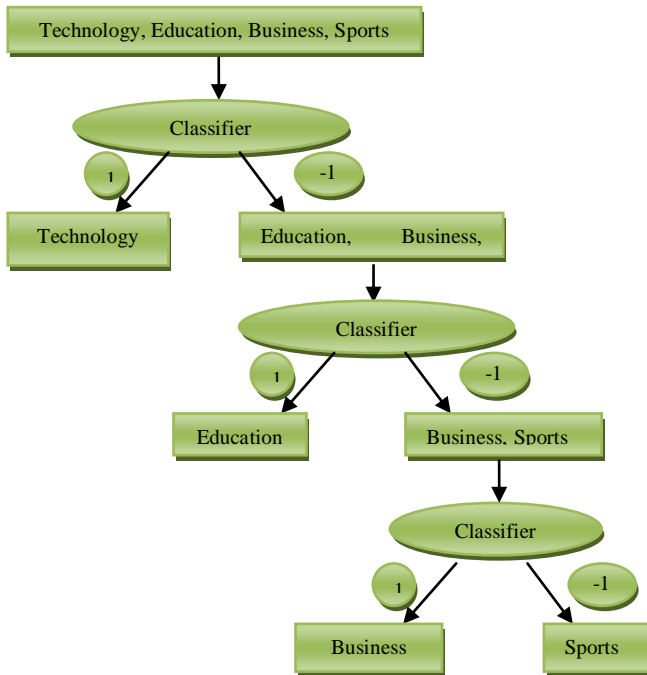 Technology, Education, Business, Sports
Classifier
1
-1
Technology
Education, Business,
Classifier
1
-1
Education
Business, Sports
Classifier
1
-1
Business
Sports